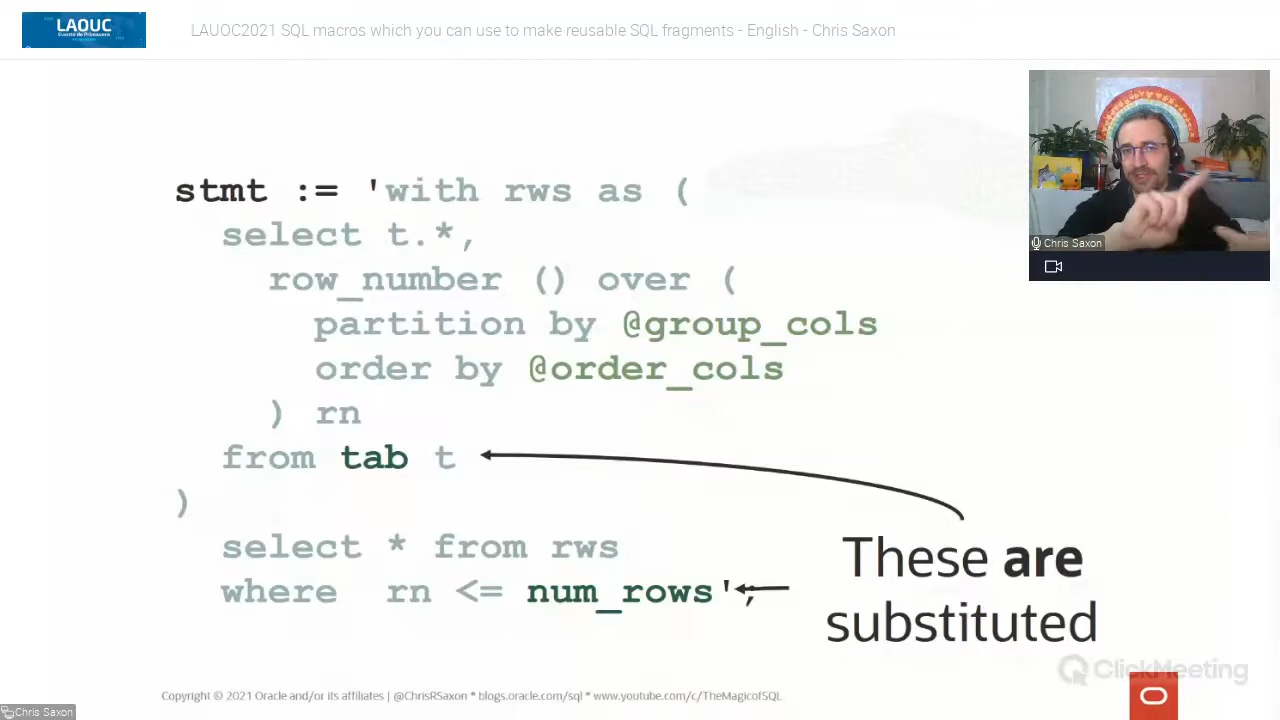 LAOUC
Evento de Primavera
LAUOC2021 SQL macros which you can use to make reusable SQL fragments - English - Chris Saxon
Chris Saxon
stmt := 'with rws as (
select t.*,
row_number () over (
partition by @group_cols
order by @order_cols
) rn
from tab t
)
select * from rws
where rn <= num_rows';
These are
substituted
ClickMeeting
Copyright © 2021 Oracle and/or its affiliates | @ChrisRSaxon * blogs.oracle.com/sql * www.youtube.com/c/TheMagicofSQL
Chris Saxon